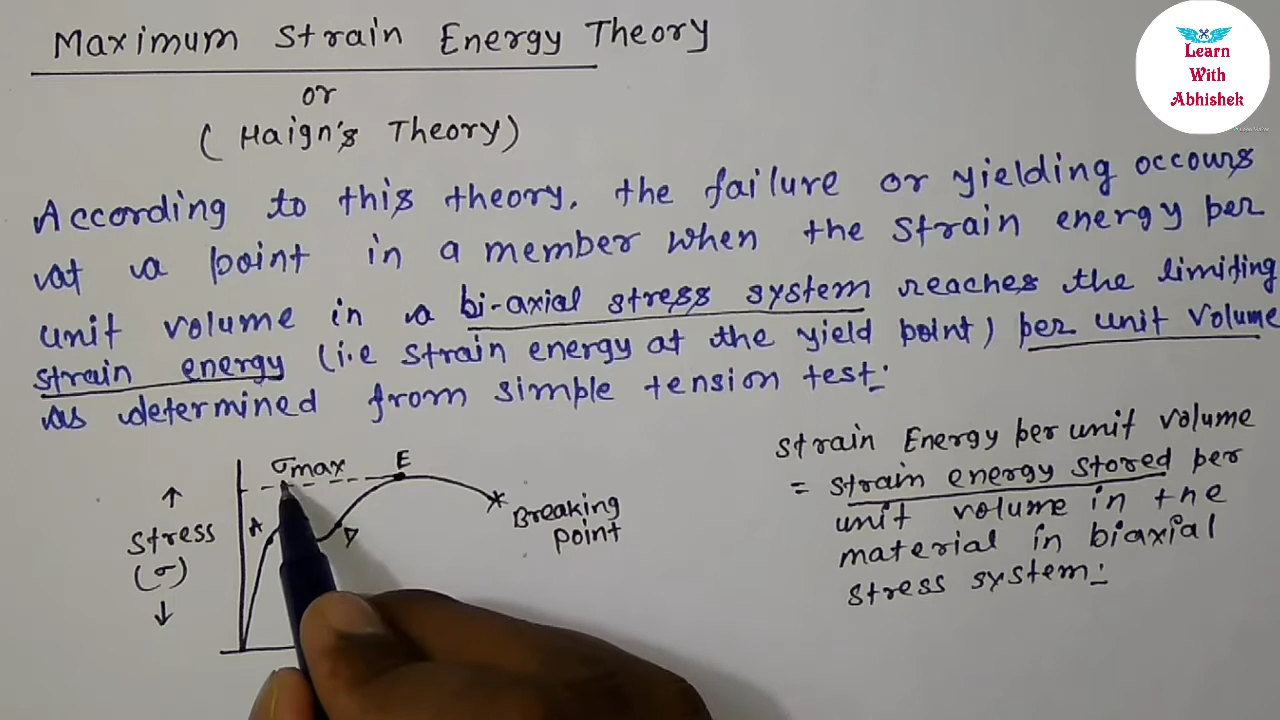 Maximum Strain Energy Theory
or
( Haign's Theory)
According to this theory, the failure or yielding occours
at a point in a member when the strain energy per
unit volume in a bi-axial stress system reaches the limiting
strain energy (i.e strain energy at the yield point) per unit volume
as determined from simple tension test:
σmax
E
A
D
Breaking
point
Stress
(σ)
Strain Energy per unit volume
= strain energy stored per
unit volume in the
material in biaxial
stress system:
Learn
With
Abhishek